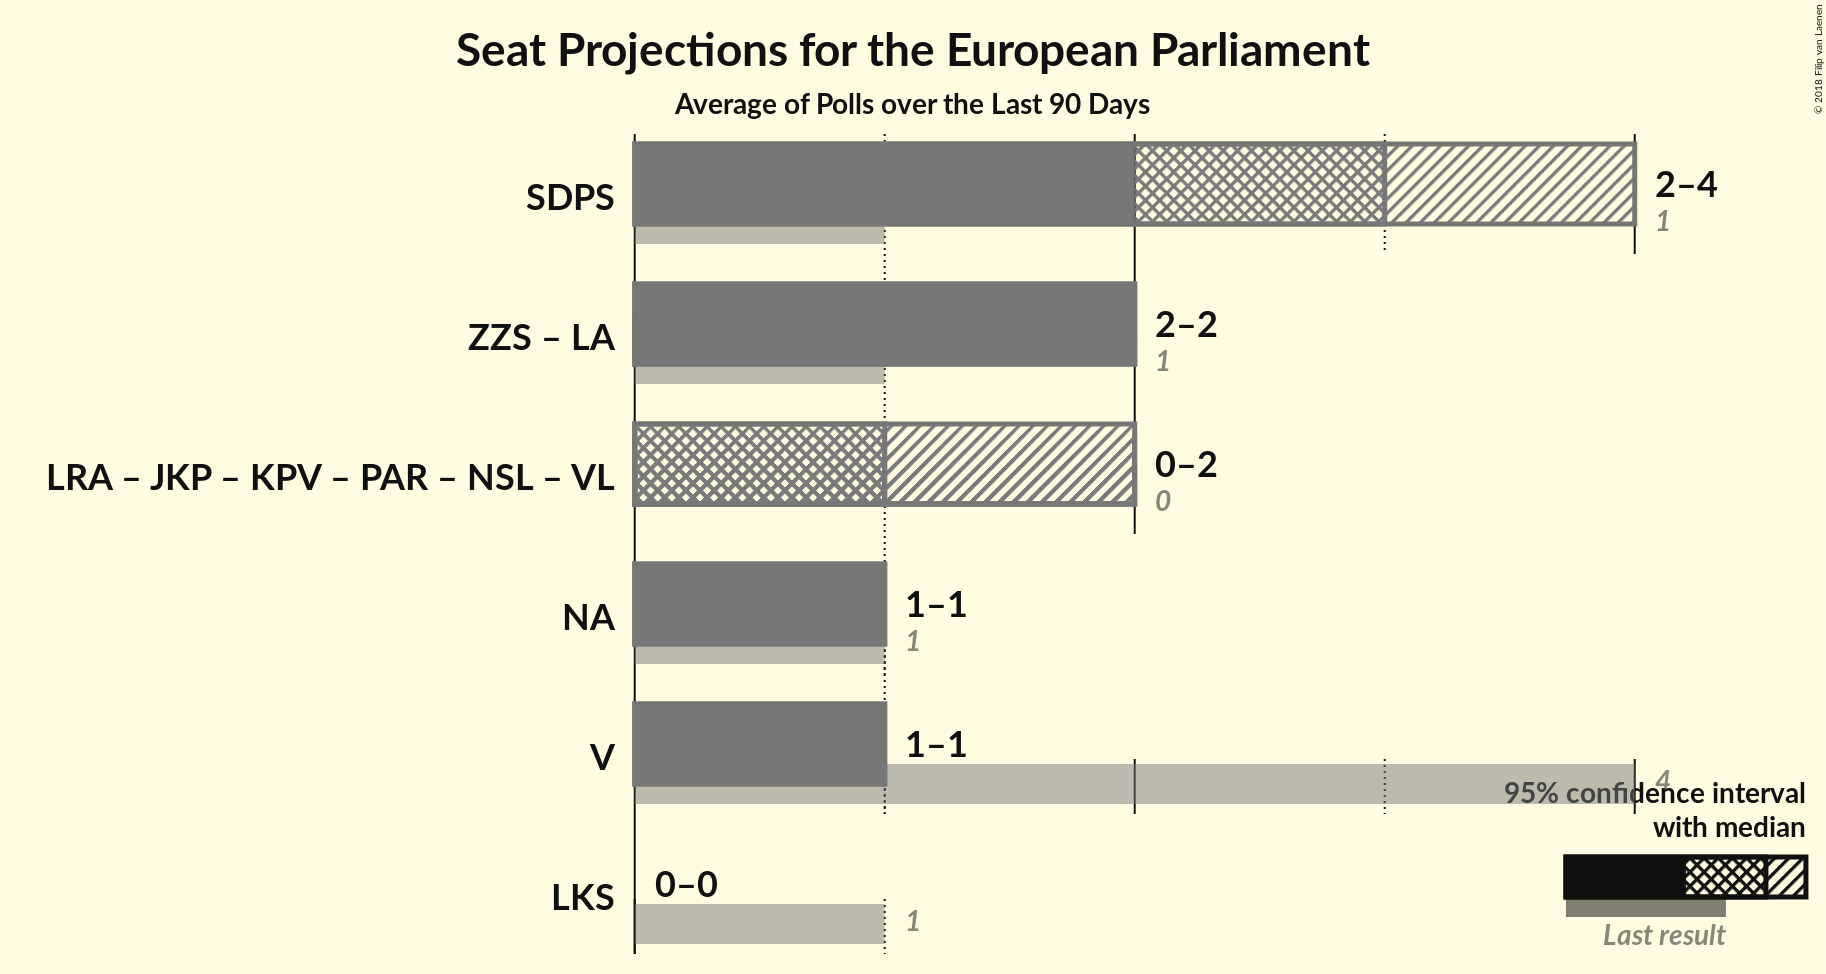 Seat Projections for the European Parliament
Average of Polls over the Last 90 Days
© 2018 Filip van Laenen
SDPS
2–4
1
ZZS – LA
2–2
1
LRA – JKP – KPV – PAR – NSL – VL
0–2
0
NA
1–1
1
V
1–1
4
LKS
0–0
1
95% confidence interval
with median
Last result